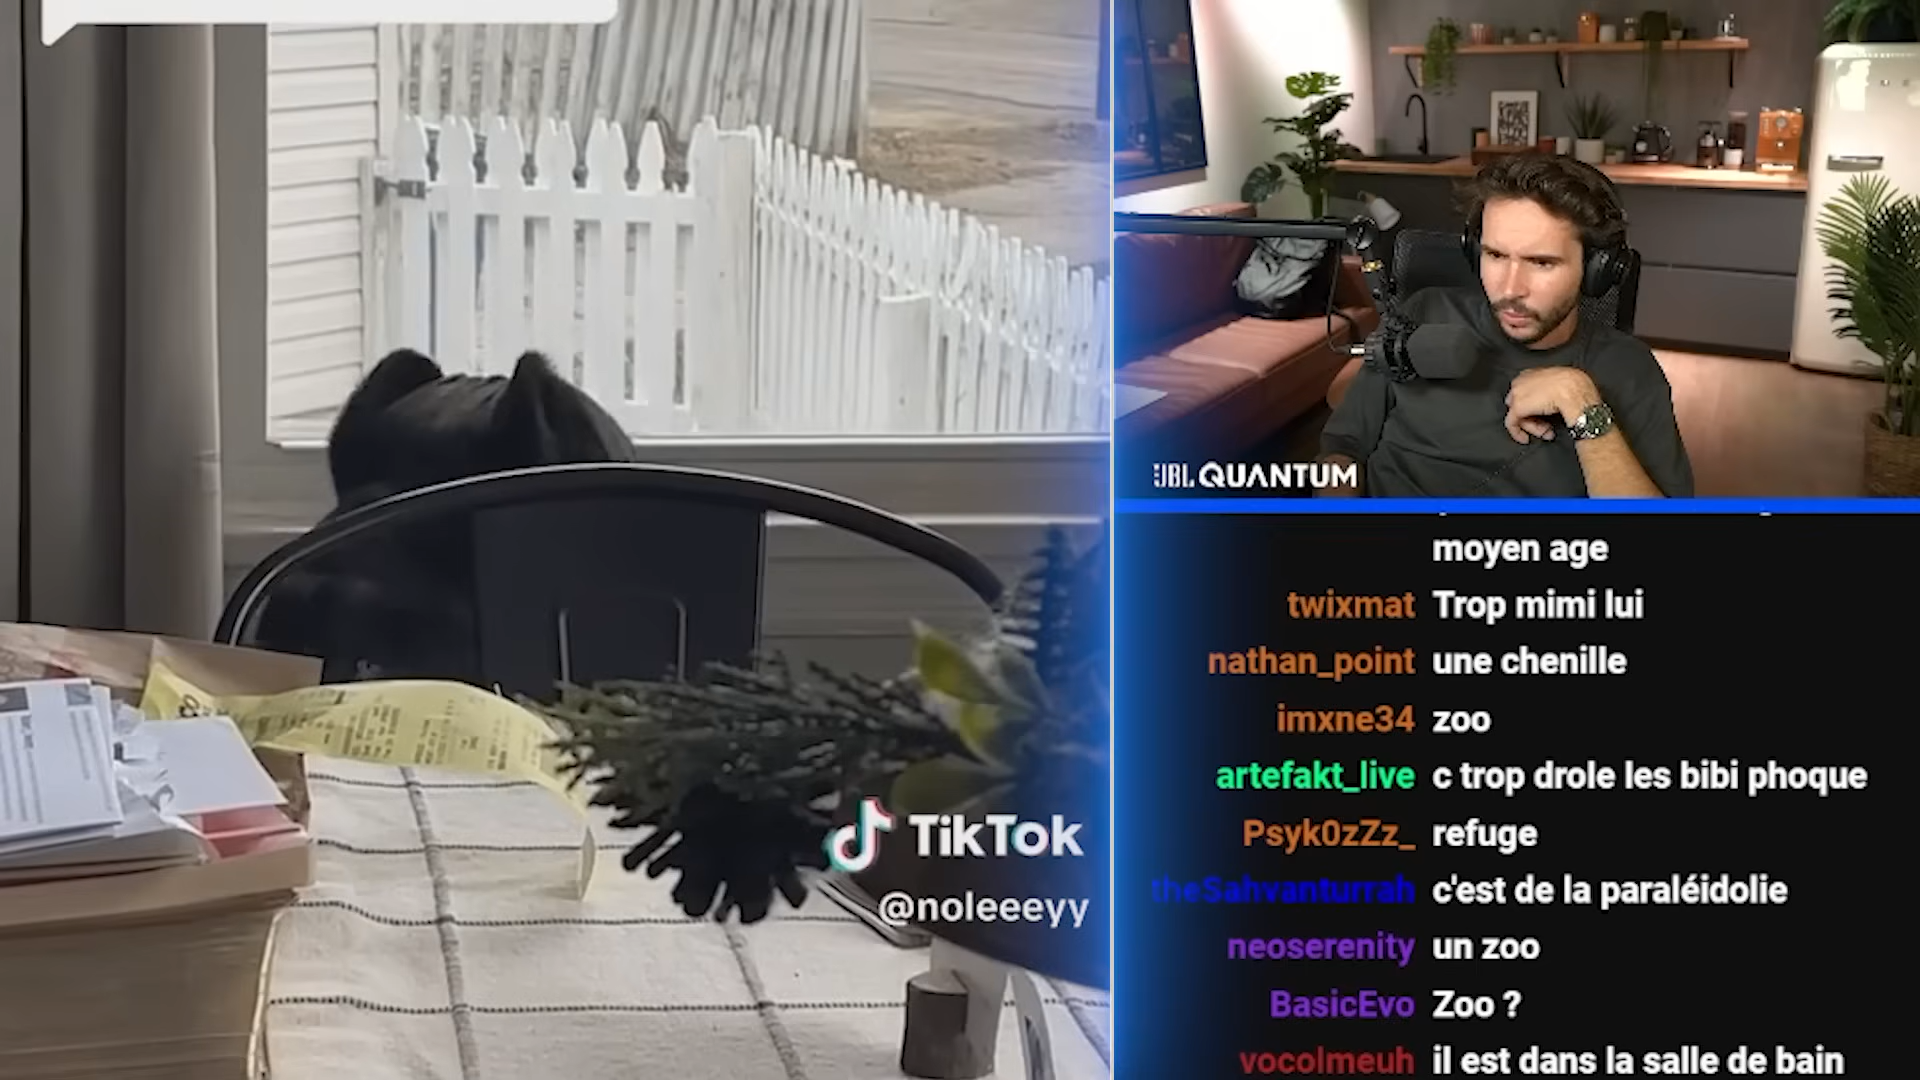 TikTok
@noleeeyy
JBL QUANTUM
moyen age
twixmat Trop mimi lui
nathan_point une chenille
imxne34 zoo
artefakt_live c trop drole les bibi phoque
Psyk0zZz_ refuge
theSahvanturrah c'est de la paraléidolie
neoserenity un zoo
BasicEvo Zoo ?
vocolmeuh il est dans la salle de bain